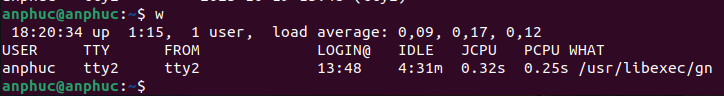 anphuc@anphuc:~$ w
 18:20:34 up  1:15,  1 user,  load average: 0,09, 0,17, 0,12
USER     TTY      FROM             LOGIN@   IDLE   JCPU   PCPU WHAT
anphuc   tty2     tty2             13:48    4:31m  0.32s  0.25s /usr/libexec/gn
anphuc@anphuc:~$